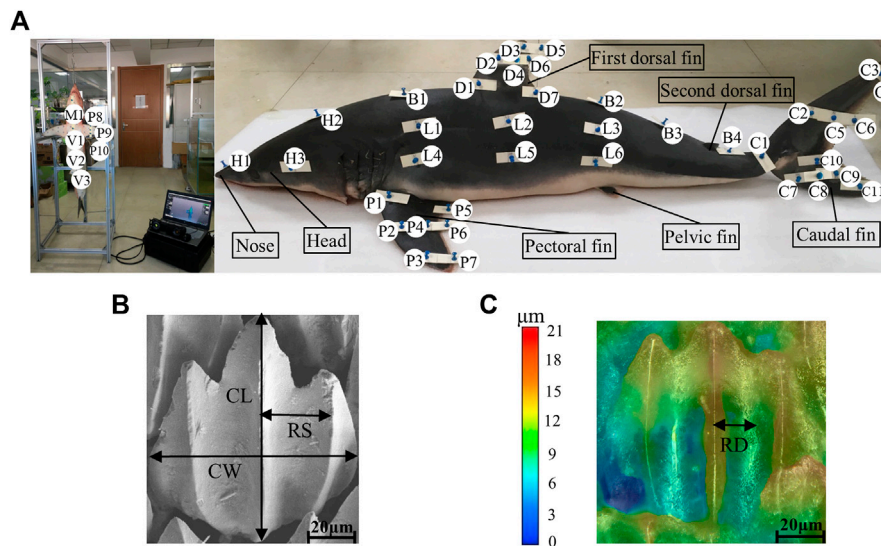 A
M1
P8
P9
V1
P10
V2
V3
D3
D5
D2
D6
D4
First dorsal fin
D1
D7
Second dorsal fin
B1
B2
B3
B4
H2
L1
L2
L3
H1
H3
L4
L5
L6
C1
C2
C3
C
C5
C6
C10
C9
C7
C8
C11
P1
P5
P2
P4
P6
P3
P7
Nose
Head
Pectoral fin
Pelvic fin
Caudal fin
B
CL
RS
CW
20μm
C
μm
21
18
15
12
9
6
3
0
RD
20μm